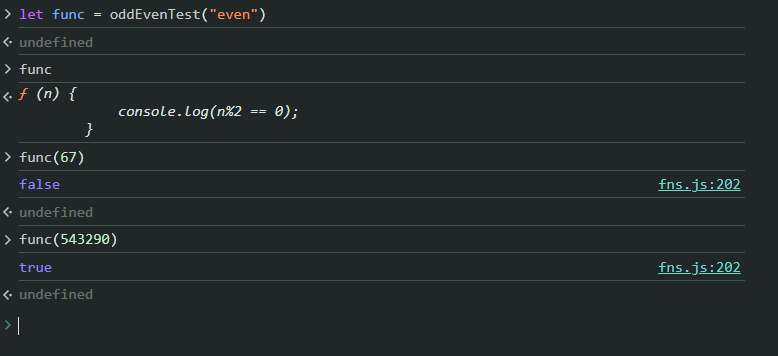 > let func = oddEvenTest("even")
<· undefined
> func
<· ƒ (n) {
console.log(n%2 == 0);
}
> func(67)
false fns.js:202
<· undefined
> func(543290)
true fns.js:202
<· undefined
>